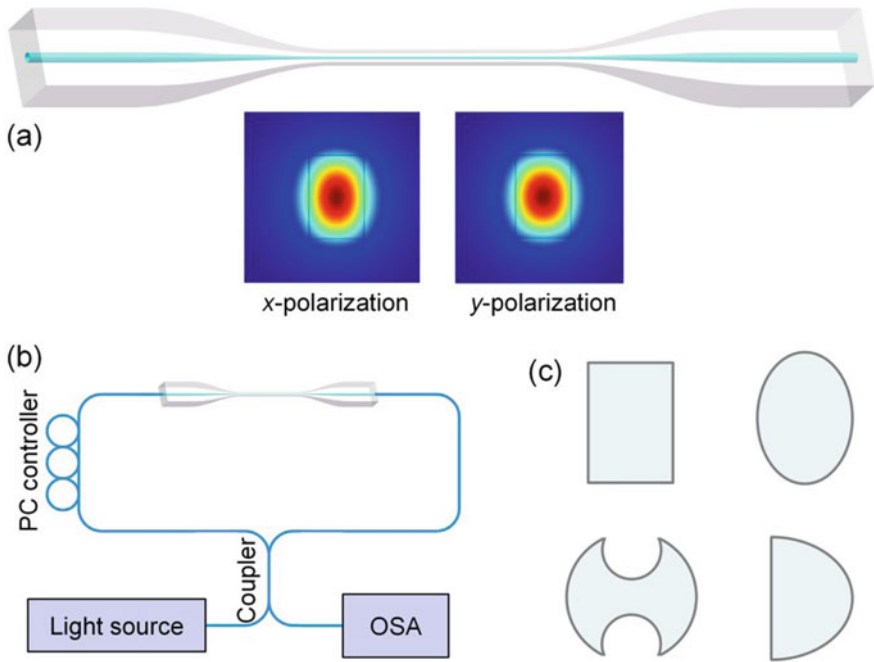 (a)
x-polarization
y-polarization
(b)
PC controller
Coupler
Light source
OSA
(c)